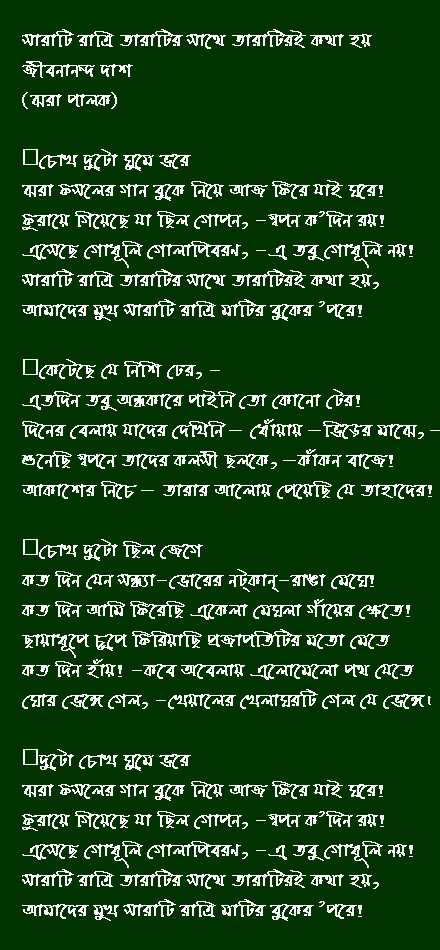 সারাটি রাত্রি তারাটির সাথে তারাটিরই কথা হয়
জীবনানন্দ দাশ
(ঝরা পালক)
চোখ দুটো ঘুমে ভরে
ঝরা ফসলের গান বুকে নিয়ে আজ ফিরে যাই ঘরে!
ফুরায়ে গিয়েছে যা ছিল গোপন, -স্বপন ক'দিন রয়!
এসেছে গোধূলি গোলাপিবরণ, -এ তবু গোধূলি নয়!
সারাটি রাত্রি তারাটির সাথে তারাটিরই কথা হয়,
আমাদের মুখ সারাটি রাত্রি মাটির বুকের 'পরে!
কেটেছে যে নিশি ঢের, -
এতদিন তবু অন্ধকারে পাইনি তো কোনো টের!
দিনের বেলায় যাদের দেখিনি - ধোঁয়ায় -ভিড়ের মাঝে, -
শুনেছি স্বপনে তাদের কলসী ছলকে, -কাঁকন বাজে!
আকাশের নিচে - তারার আলোয় পেয়েছি যে তাহাদের!
চোখ দুটো ছিল জেগে
কত দিন যেন সন্ধ্যা-ভোরের নট্কান্-রাঙা মেঘে!
কত দিন আমি ফিরেছি একেলা মেঘলা গাঁয়ের ক্ষেতে!
ছায়াধূপে চুপে ফিরিয়াছি প্রজাপতিটির মতো মেতে
কত দিন হাঁয়! -কবে অবেলায় এলোমেলো পথ যেতে
ঘোর ভেঙ্গে গেল, -খেয়ালের খেলাঘরটি গেল যে ভেঙ্গে।
দুটো চোখ ঘুমে ভরে
ঝরা ফসলের গান বুকে নিয়ে আজ ফিরে যাই ঘরে!
ফুরায়ে গিয়েছে যা ছিল গোপন, -স্বপন ক'দিন রয়!
এসেছে গোধূলি গোলাপিবরণ, -এ তবু গোধূলি নয়!
সারাটি রাত্রি তারাটির সাথে তারাটিরই কথা হয়,
আমাদের মুখ সারাটি রাত্রি মাটির বুকের 'পরে!